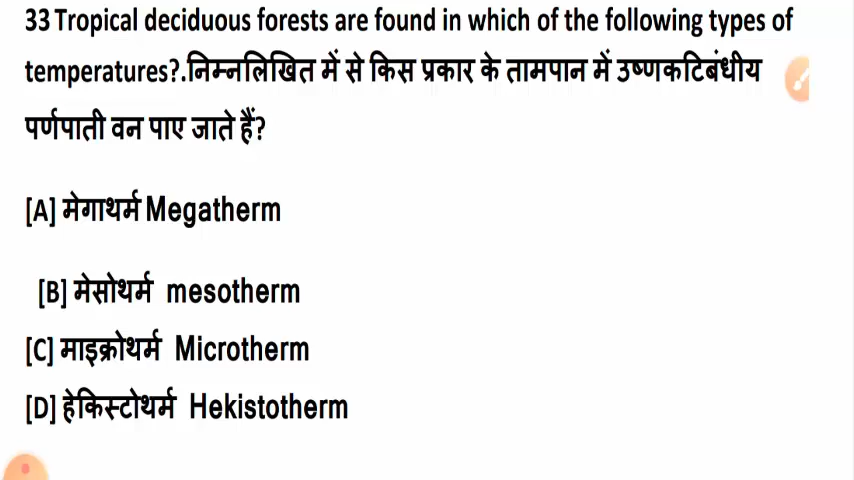 33 Tropical deciduous forests are found in which of the following types of
temperatures?.निम्नलिखित में से किस प्रकार के तामपान में उष्णकटिबंधीय
पर्णपाती वन पाए जाते हैं?
[A] मेगाथर्म Megatherm
[B] मेसोथर्म mesotherm
[C] माइक्रोथर्म Microtherm
[D] हेकिस्टोथर्म Hekistotherm